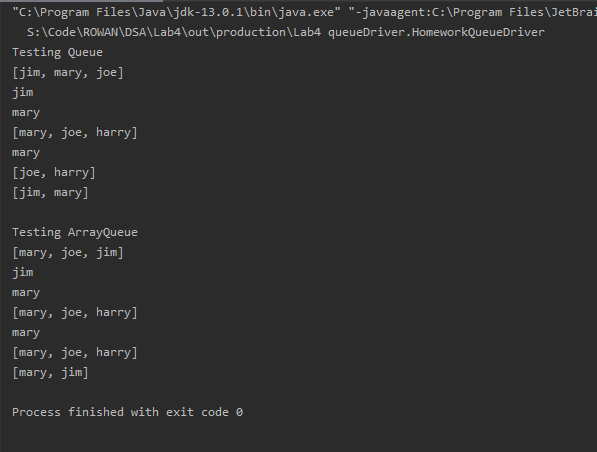 "C:\Program Files\Java\jdk-13.0.1\bin\java.exe" "-javaagent:C:\Program Files\JetBrai
S:\Code\ROWAN\DSA\Lab4\out\production\Lab4 queueDriver.HomeworkQueueDriver
Testing Queue
[jim, mary, joe]
jim
mary
[mary, joe, harry]
mary
[joe, harry]
[jim, mary]
Testing ArrayQueue
[mary, joe, jim]
jim
mary
[mary, joe, harry]
mary
[mary, joe, harry]
[mary, jim]
Process finished with exit code 0